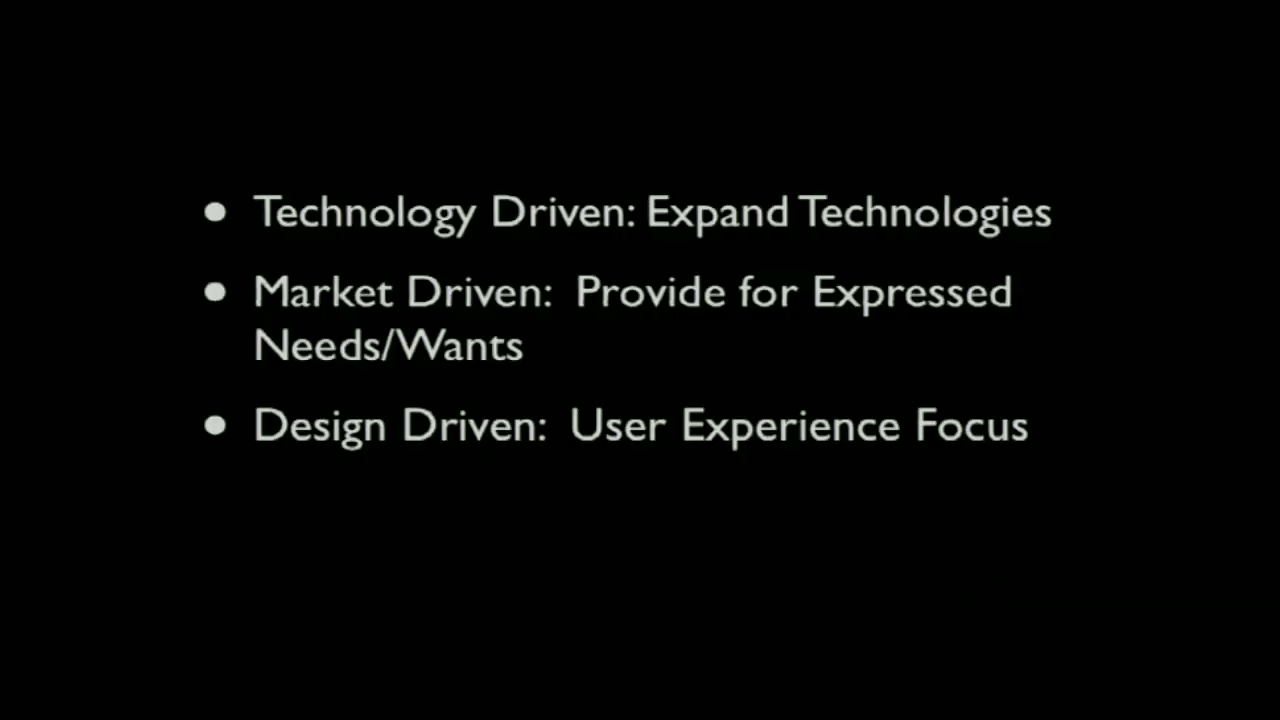 • Technology Driven: Expand Technologies
• Market Driven:  Provide for Expressed
Needs/Wants
• Design Driven:  User Experience Focus